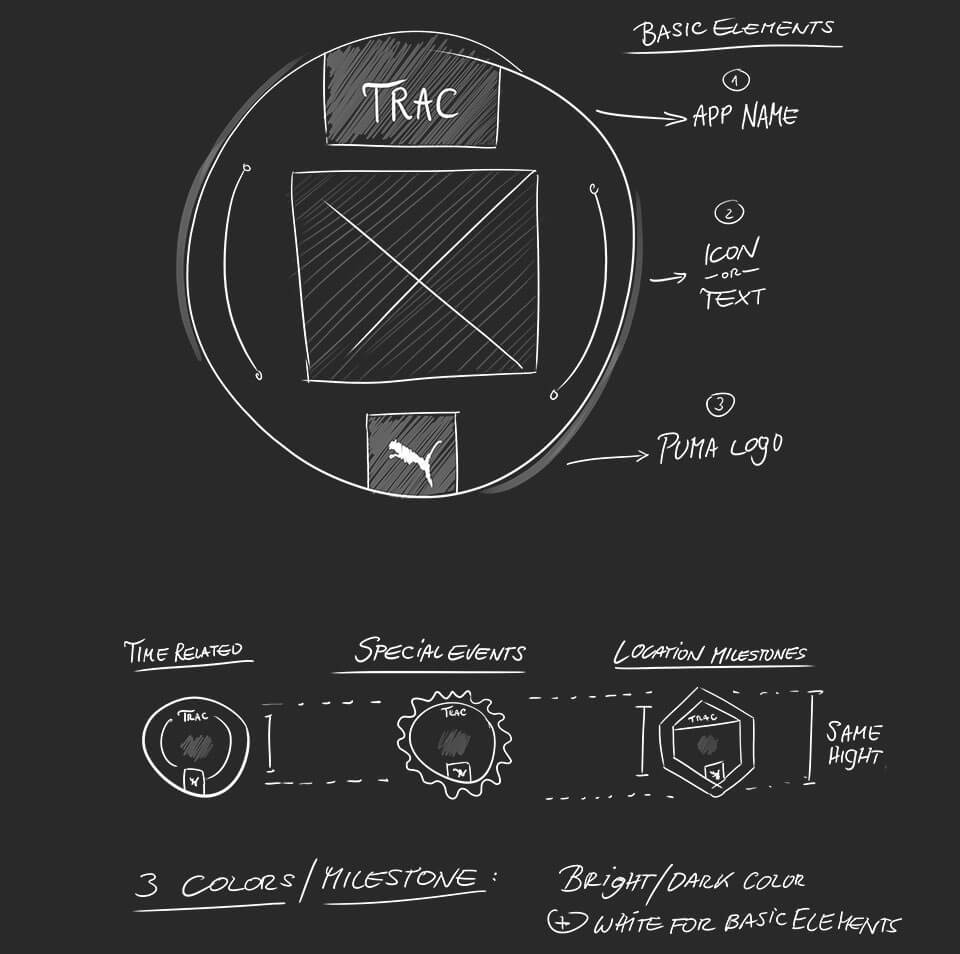 BASIC ELEMENTS
1
TRAC
APP NAME
2
ICON
-OR-
TEXT
3
PUMA LOGO
TIME RELATED
SPECIAL EVENTS
LOCATION MILESTONES
TRAC
TRAC
TRAC
SAME
HIGHT
3 COLORS/MILESTONE:
BRIGHT/DARK COLOR
+ WHITE FOR BASIC ELEMENTS